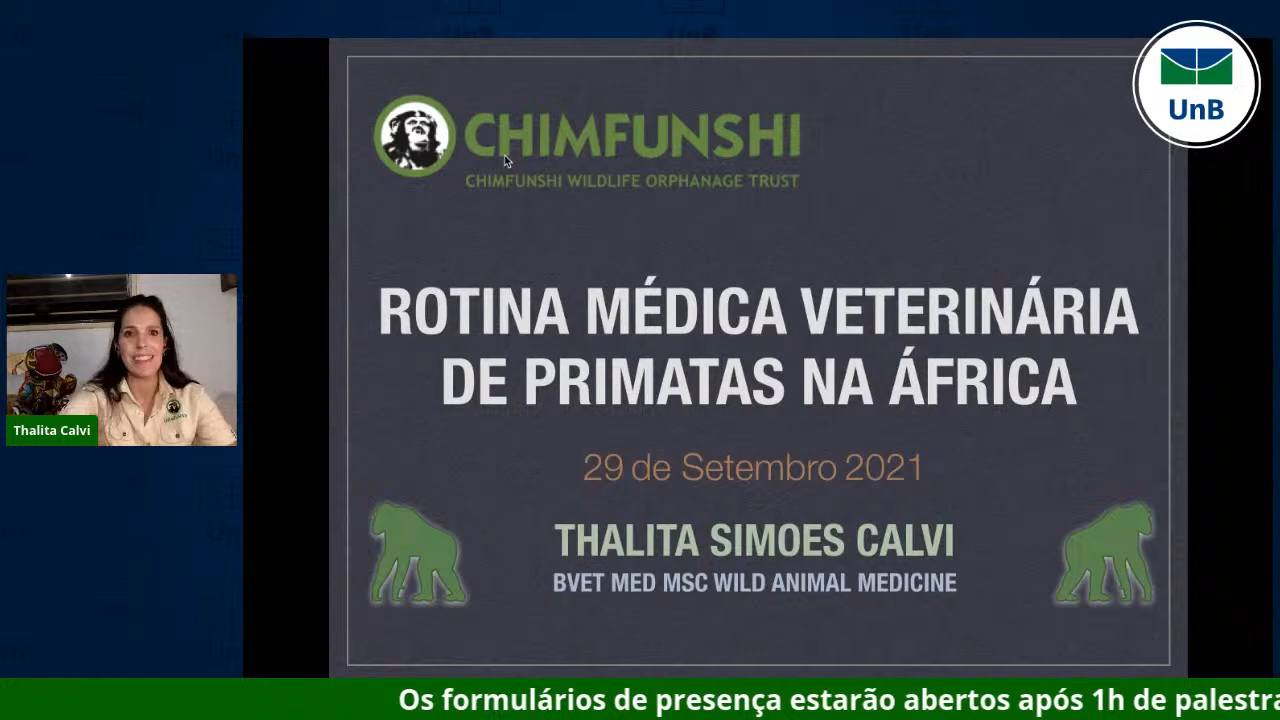 CHIMFUNSHI
CHIMFUNSHI WILDLIFE ORPHANAGE TRUST
UnB
ROTINA MÉDICA VETERINÁRIA
DE PRIMATAS NA ÁFRICA
29 de Setembro 2021
THALITA SIMOES CALVI
BVET MED MSC WILD ANIMAL MEDICINE
Thalita Calvi
Os formulários de presença estarão abertos após 1h de palestra